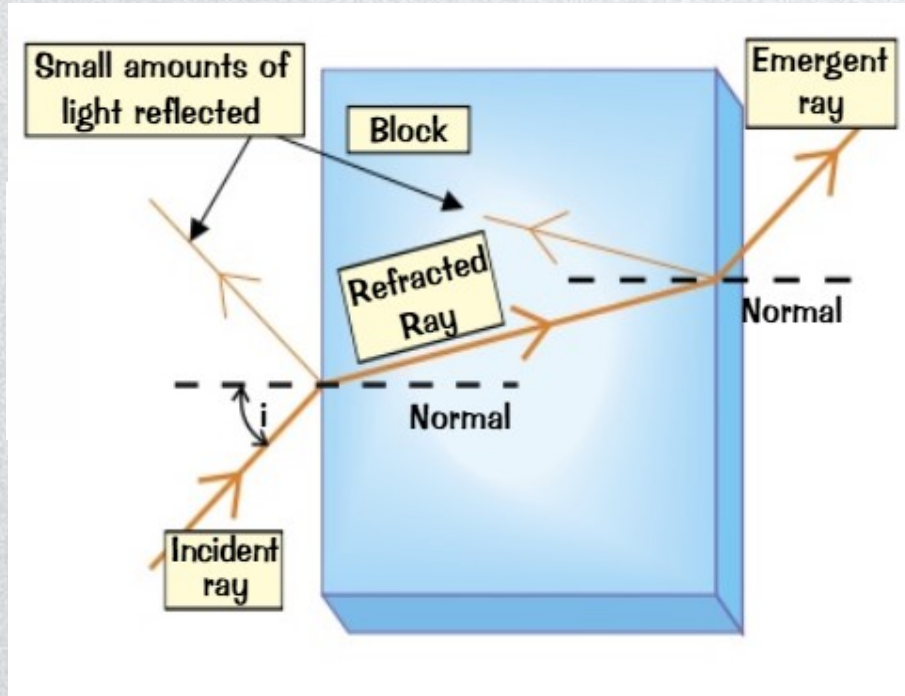 Small amounts of
light reflected
Block
Emergent
ray
Refracted
Ray
Normal
i
Normal
Incident
ray